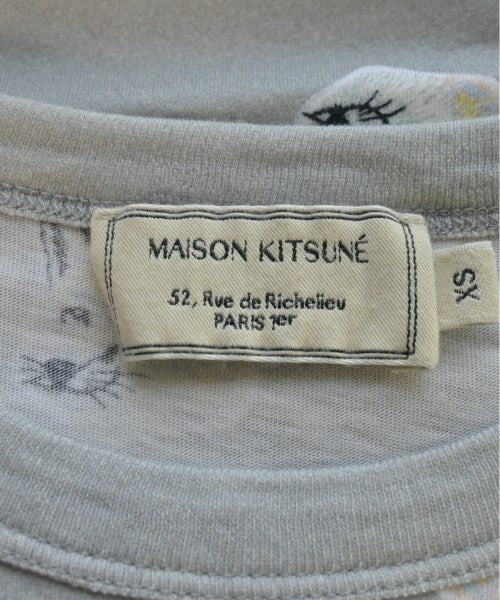 MAISON KITSUNÉ
52, Rue de Richelieu
PARIS 1er
XS